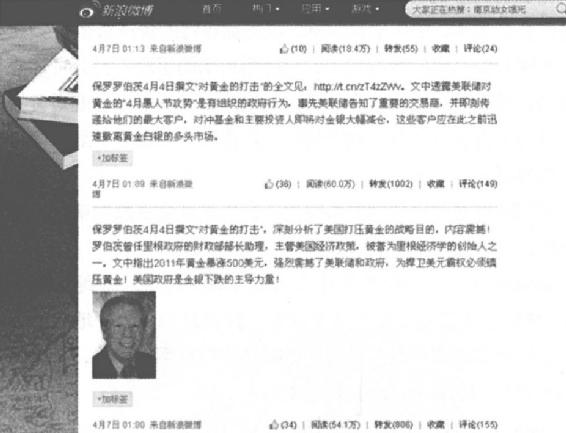 新浪微博 首页 热门 应用 游戏 大家正在热搜：南京幼女饿死
4月7日 01:13 来自新浪微博 (10) | 阅读(18.4万) | 转发(55) | 收藏 | 评论(24)
保罗罗伯茨4月4日撰文"对黄金的打击"的全文见：http://t.cn/zT4zZWv。文中透露美联储对
黄金的"4月愚人节攻势"是有组织的政府行为，事先美联储告知了重要的交易商，并即刻传
递给他们的最大客户，对冲基金和主要投资人即将对金银大幅减仓，这些客户应在此之前迅
速撤离黄金白银的多头市场。
+加标签
4月7日 01:09 来自新浪微
博
(36) | 阅读(60.0万) | 转发(1002) | 收藏 | 评论(149)
保罗罗伯茨4月4日撰文"对黄金的打击"，深刻分析了美国打压黄金的战略目的，内容震撼！
罗伯茨曾任里根政府的财政部部长助理，主管美国经济政策，被誉为里根经济学的创始人之
一。文中指出2011年黄金暴涨500美元，强烈震撼了美联储和政府，为捍卫美元霸权必须镇
压黄金！美国政府是金银下跌的主导力量！
+加标签
4月7日 01:00 来自新浪微博 (34) | 阅读(54.1万) | 转发(806) | 收藏 | 评论(155)